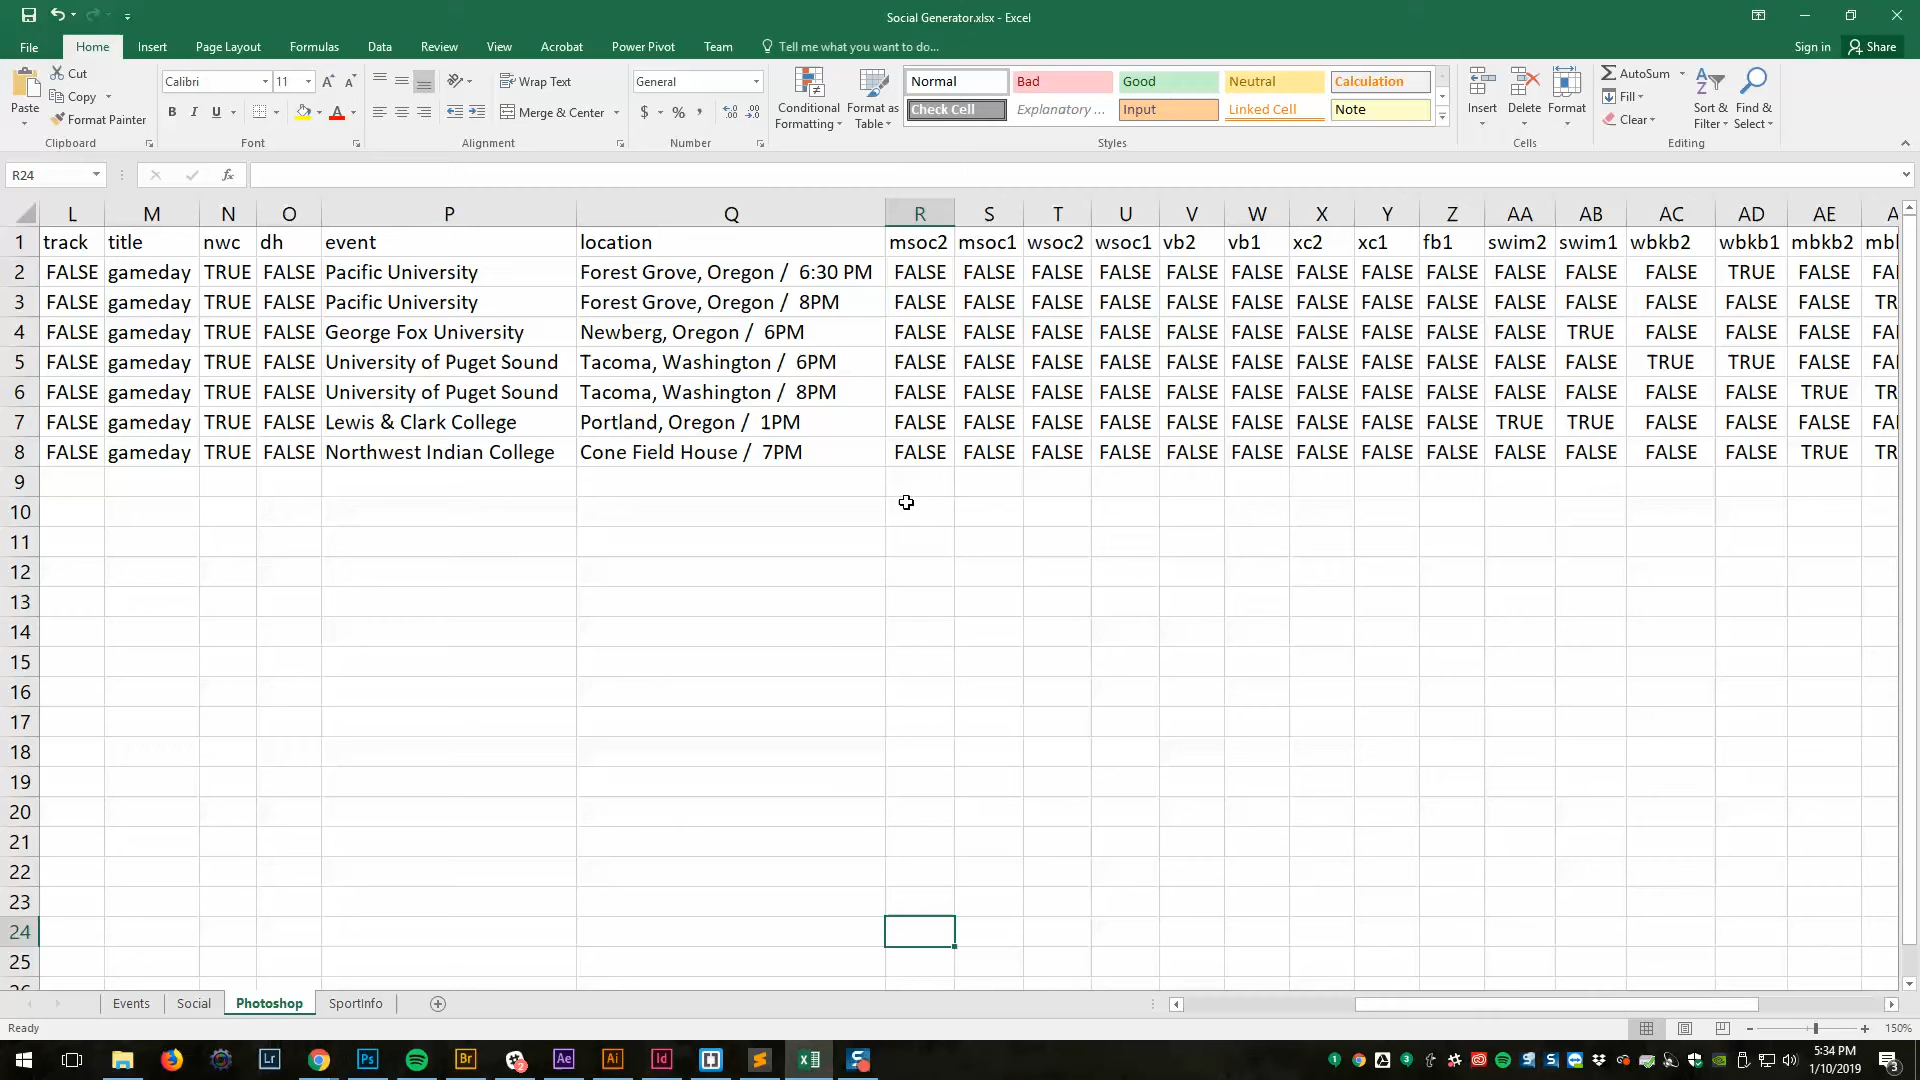 Social Generator.xlsx - Excel
File Home Insert Page Layout Formulas Data Review View Acrobat Power Pivot Team Tell me what you want to do... Sign in Share
Paste Cut Copy Format Painter Clipboard
Calibri 11 A A B I U A Font
Wrap Text Merge & Center Alignment
General $ % , .0 .00 Number
Conditional Formatting Format as Table
Normal Bad Good Neutral Calculation
Check Cell Explanatory ... Input Linked Cell Note
Styles
Insert Delete Format Cells
AutoSum Fill Clear Sort & Filter Find & Select Editing
R24 fx
L M N O P Q R S T U V W X Y Z AA AB AC AD AE A
1 track title nwc dh event location msoc2 msoc1 wsoc2 wsoc1 vb2 vb1 xc2 xc1 fb1 swim2 swim1 wbkb2 wbkb1 mbkb2 mbl
2 FALSE gameday TRUE FALSE Pacific University Forest Grove, Oregon / 6:30 PM FALSE FALSE FALSE FALSE FALSE FALSE FALSE FALSE FALSE FALSE FALSE FALSE TRUE FALSE FAI
3 FALSE gameday TRUE FALSE Pacific University Forest Grove, Oregon / 8PM FALSE FALSE FALSE FALSE FALSE FALSE FALSE FALSE FALSE FALSE FALSE FALSE FALSE FALSE TR
4 FALSE gameday TRUE FALSE George Fox University Newberg, Oregon / 6PM FALSE FALSE FALSE FALSE FALSE FALSE FALSE FALSE FALSE FALSE TRUE FALSE FALSE FALSE FAI
5 FALSE gameday TRUE FALSE University of Puget Sound Tacoma, Washington / 6PM FALSE FALSE FALSE FALSE FALSE FALSE FALSE FALSE FALSE FALSE FALSE TRUE TRUE FALSE FAI
6 FALSE gameday TRUE FALSE University of Puget Sound Tacoma, Washington / 8PM FALSE FALSE FALSE FALSE FALSE FALSE FALSE FALSE FALSE FALSE FALSE FALSE FALSE TRUE TR
7 FALSE gameday TRUE FALSE Lewis & Clark College Portland, Oregon / 1PM FALSE FALSE FALSE FALSE FALSE FALSE FALSE FALSE FALSE TRUE TRUE FALSE FALSE FALSE FAI
8 FALSE gameday TRUE FALSE Northwest Indian College Cone Field House / 7PM FALSE FALSE FALSE FALSE FALSE FALSE FALSE FALSE FALSE FALSE FALSE FALSE FALSE TRUE TR
9
10
11
12
13
14
15
16
17
18
19
20
21
22
23
24
25
Events Social Photoshop SportInfo
Ready 150%
Lr Ps Br 2 Ae Ai Id 5:34 PM
1/10/2019 3